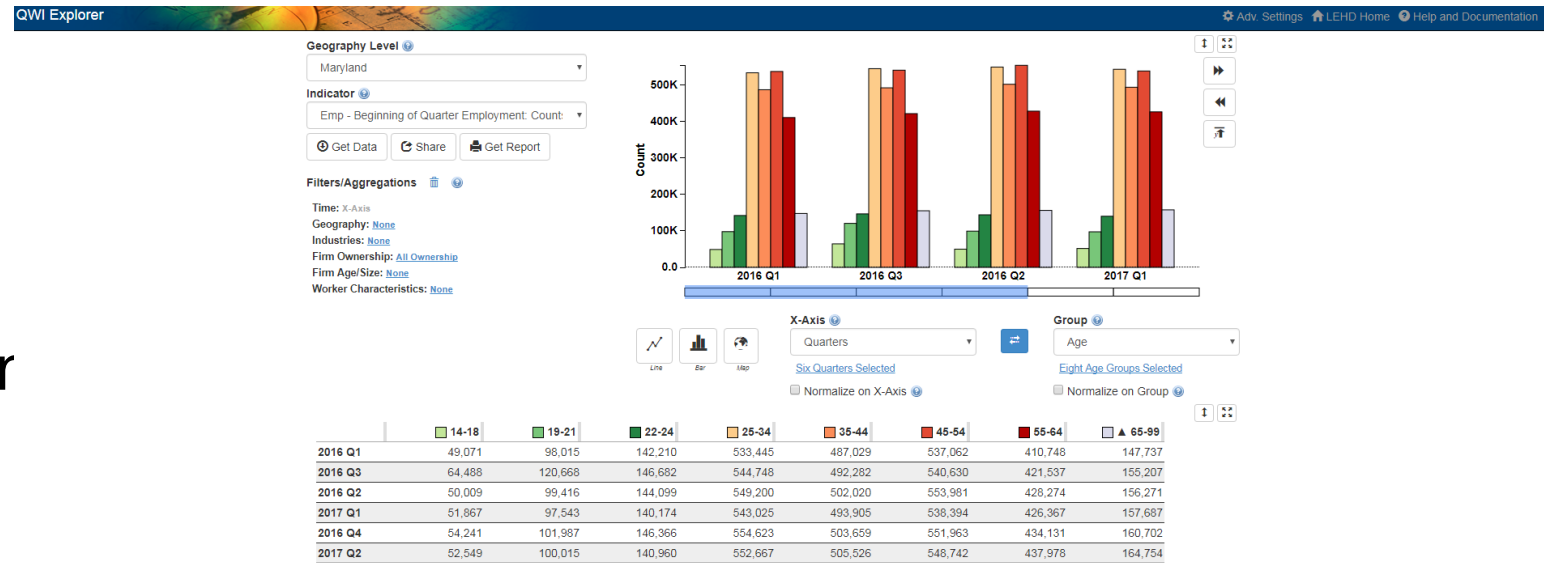 QWI Explorer
Adv. Settings LEHD Home Help and Documentation
Geography Level
Maryland
Indicator
Emp - Beginning of Quarter Employment: Count:
Get Data Share Get Report
Filters/Aggregations
Time: X-Axis
Geography: None
Industries: None
Firm Ownership: All Ownership
Firm Age/Size: None
Worker Characteristics: None
r
Count
500K
400K
300K
200K
100K
0.0
2016 Q1 2016 Q3 2016 Q2 2017 Q1
Line Bar Map
X-Axis
Quarters
Six Quarters Selected
Normalize on X-Axis
Group
Age
Eight Age Groups Selected
Normalize on Group
14-18 19-21 22-24 25-34 35-44 45-54 55-64 ▲ 65-99
2016 Q1 49,071 98,015 142,210 533,445 487,029 537,062 410,748 147,737
2016 Q3 64,488 120,668 146,682 544,748 492,282 540,630 421,537 155,207
2016 Q2 50,009 99,416 144,099 549,200 502,020 553,981 428,274 156,271
2017 Q1 51,867 97,543 140,174 543,025 493,905 538,394 426,367 157,687
2016 Q4 54,241 101,987 146,366 554,623 503,659 551,963 434,131 160,702
2017 Q2 52,549 100,015 140,960 552,667 505,526 548,742 437,978 164,754